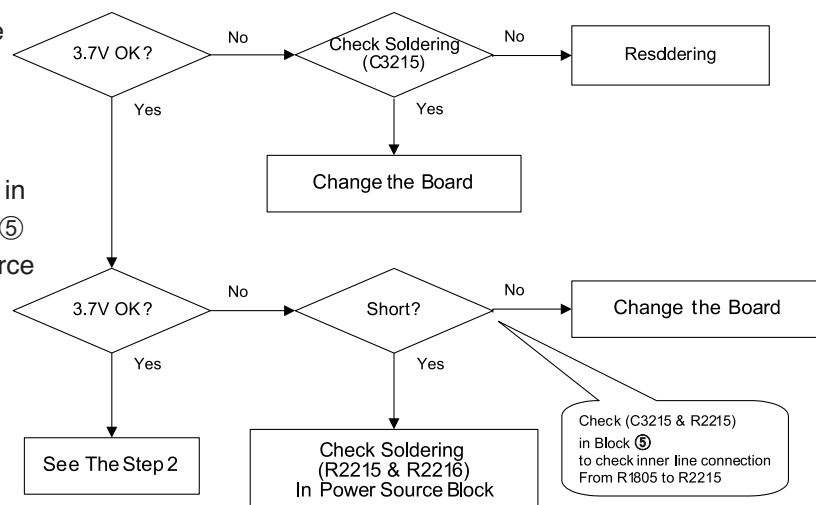 e
3.7V OK?
No
Check Soldering
(C3215)
No
Resddering
Yes
Yes
Change the Board
in
⑤
rce
3.7V OK?
No
Short?
No
Change the Board
Yes
Yes
See The Step 2
Check Soldering
(R2215 & R2216)
In Power Source Block
Check (C3215 & R2215)
in Block ⑤
to check inner line connection
From R1805 to R2215